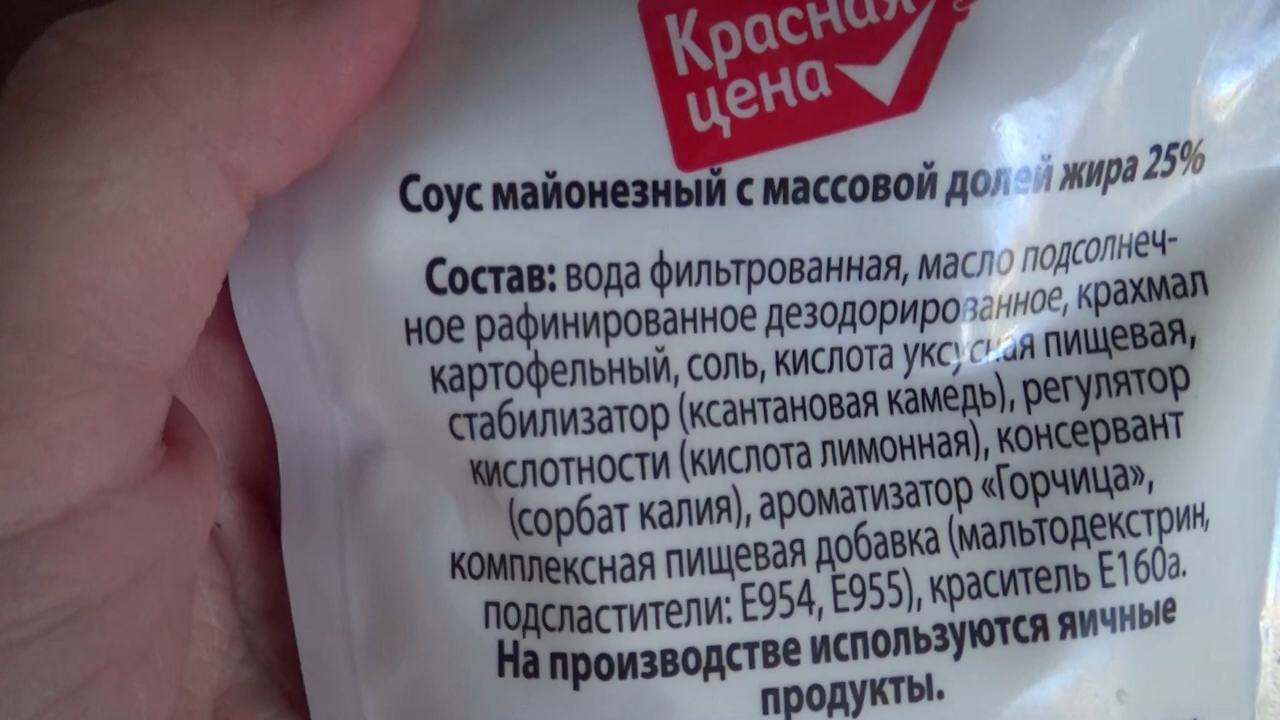 Красная
цена
Соус майонезный с массовой долей жира 25%
Состав: вода фильтрованная, масло подсолнеч-
ное рафинированное дезодорированное, крахмал
картофельный, соль, кислота уксусная пищевая,
стабилизатор (ксантановая камедь), регулятор
кислотности (кислота лимонная), консервант
(сорбат калия), ароматизатор «Горчица»,
комплексная пищевая добавка (мальтодекстрин,
подсластители: Е954, Е955), краситель Е160а.
На производстве используются яичные
продукты.